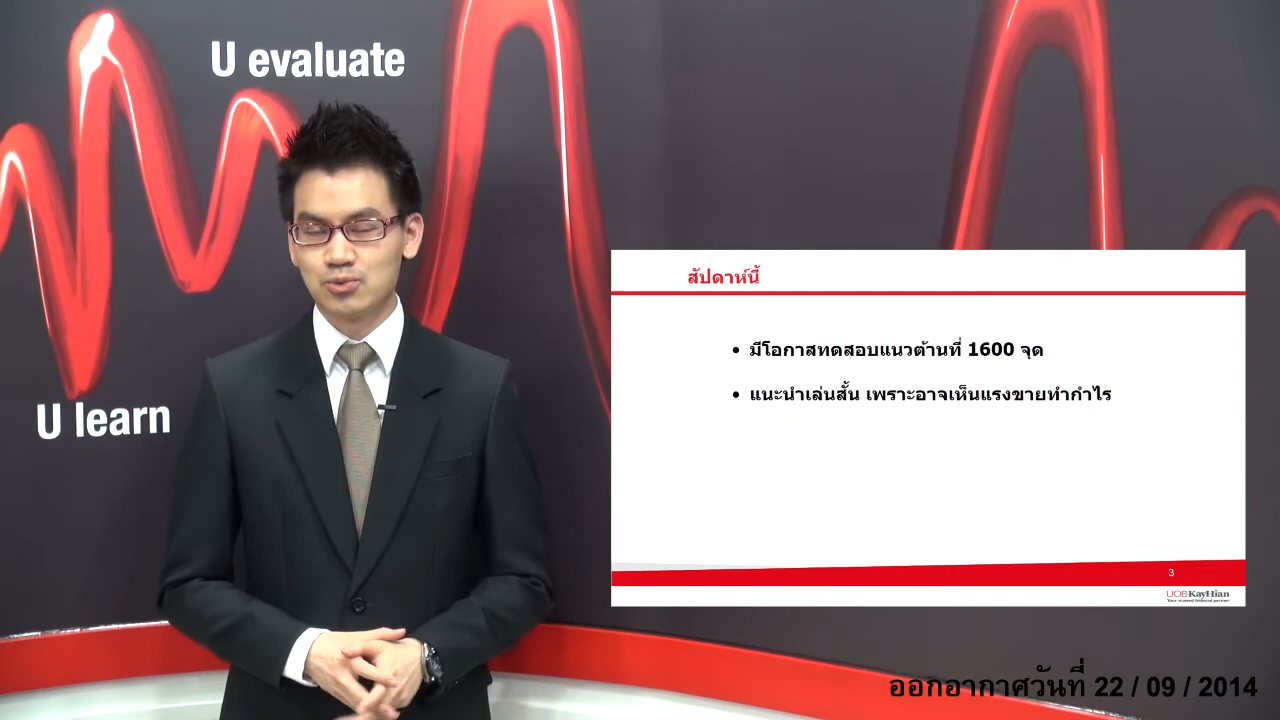 U evaluate
U learn
สัปดาห์นี้
• มีโอกาสทดสอบแนวต้านที่ 1600 จุด
• แนะนำเล่นสั้น เพราะอาจเห็นแรงขายทำกำไร
3
UOBKayHian
Your trusted financial partner
ออกอากาศวันที่ 22 / 09 / 2014